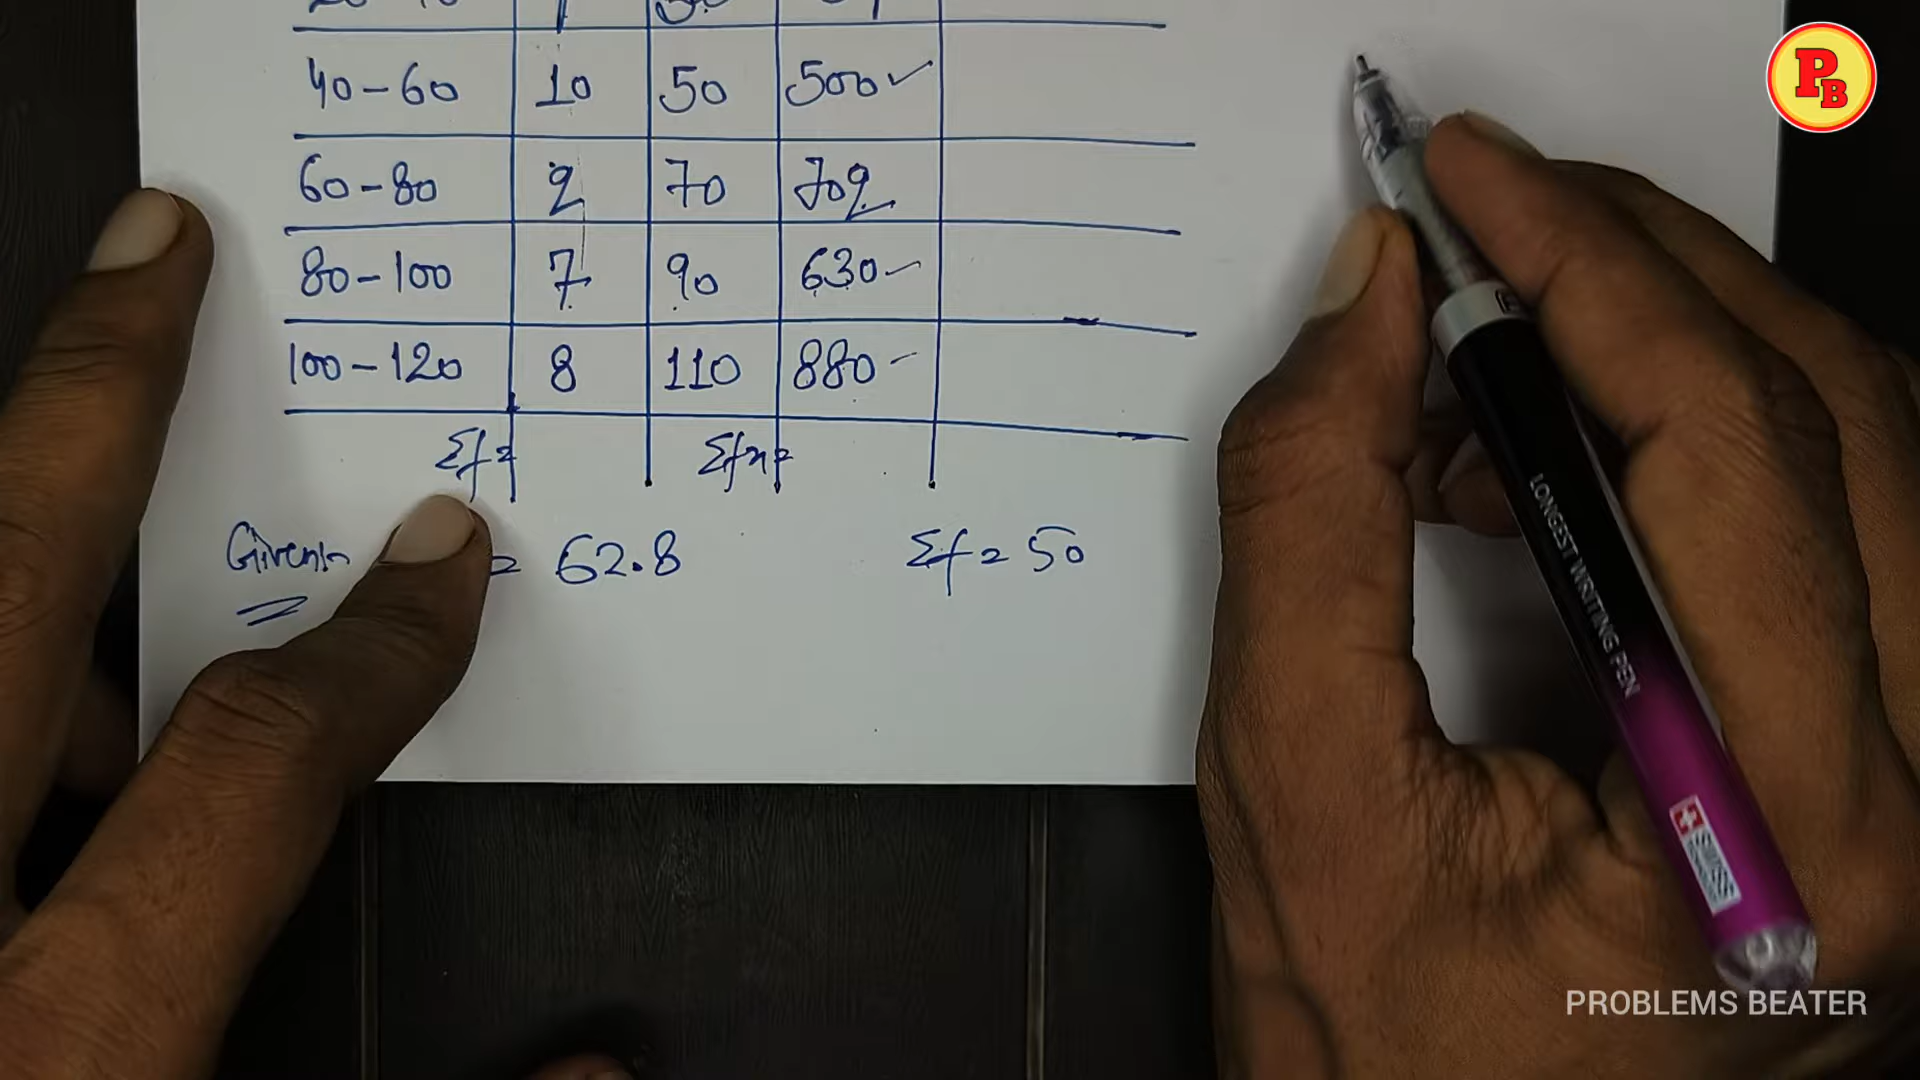 40-60 10 50 500✓
60-80 q 70 70q
80-100 7 90 630
100-120 8 110 880
Σf= Σfx=
Given = 62.8 Σf = 50
LONGEST WRITING PEN
PB
PROBLEMS BEATER